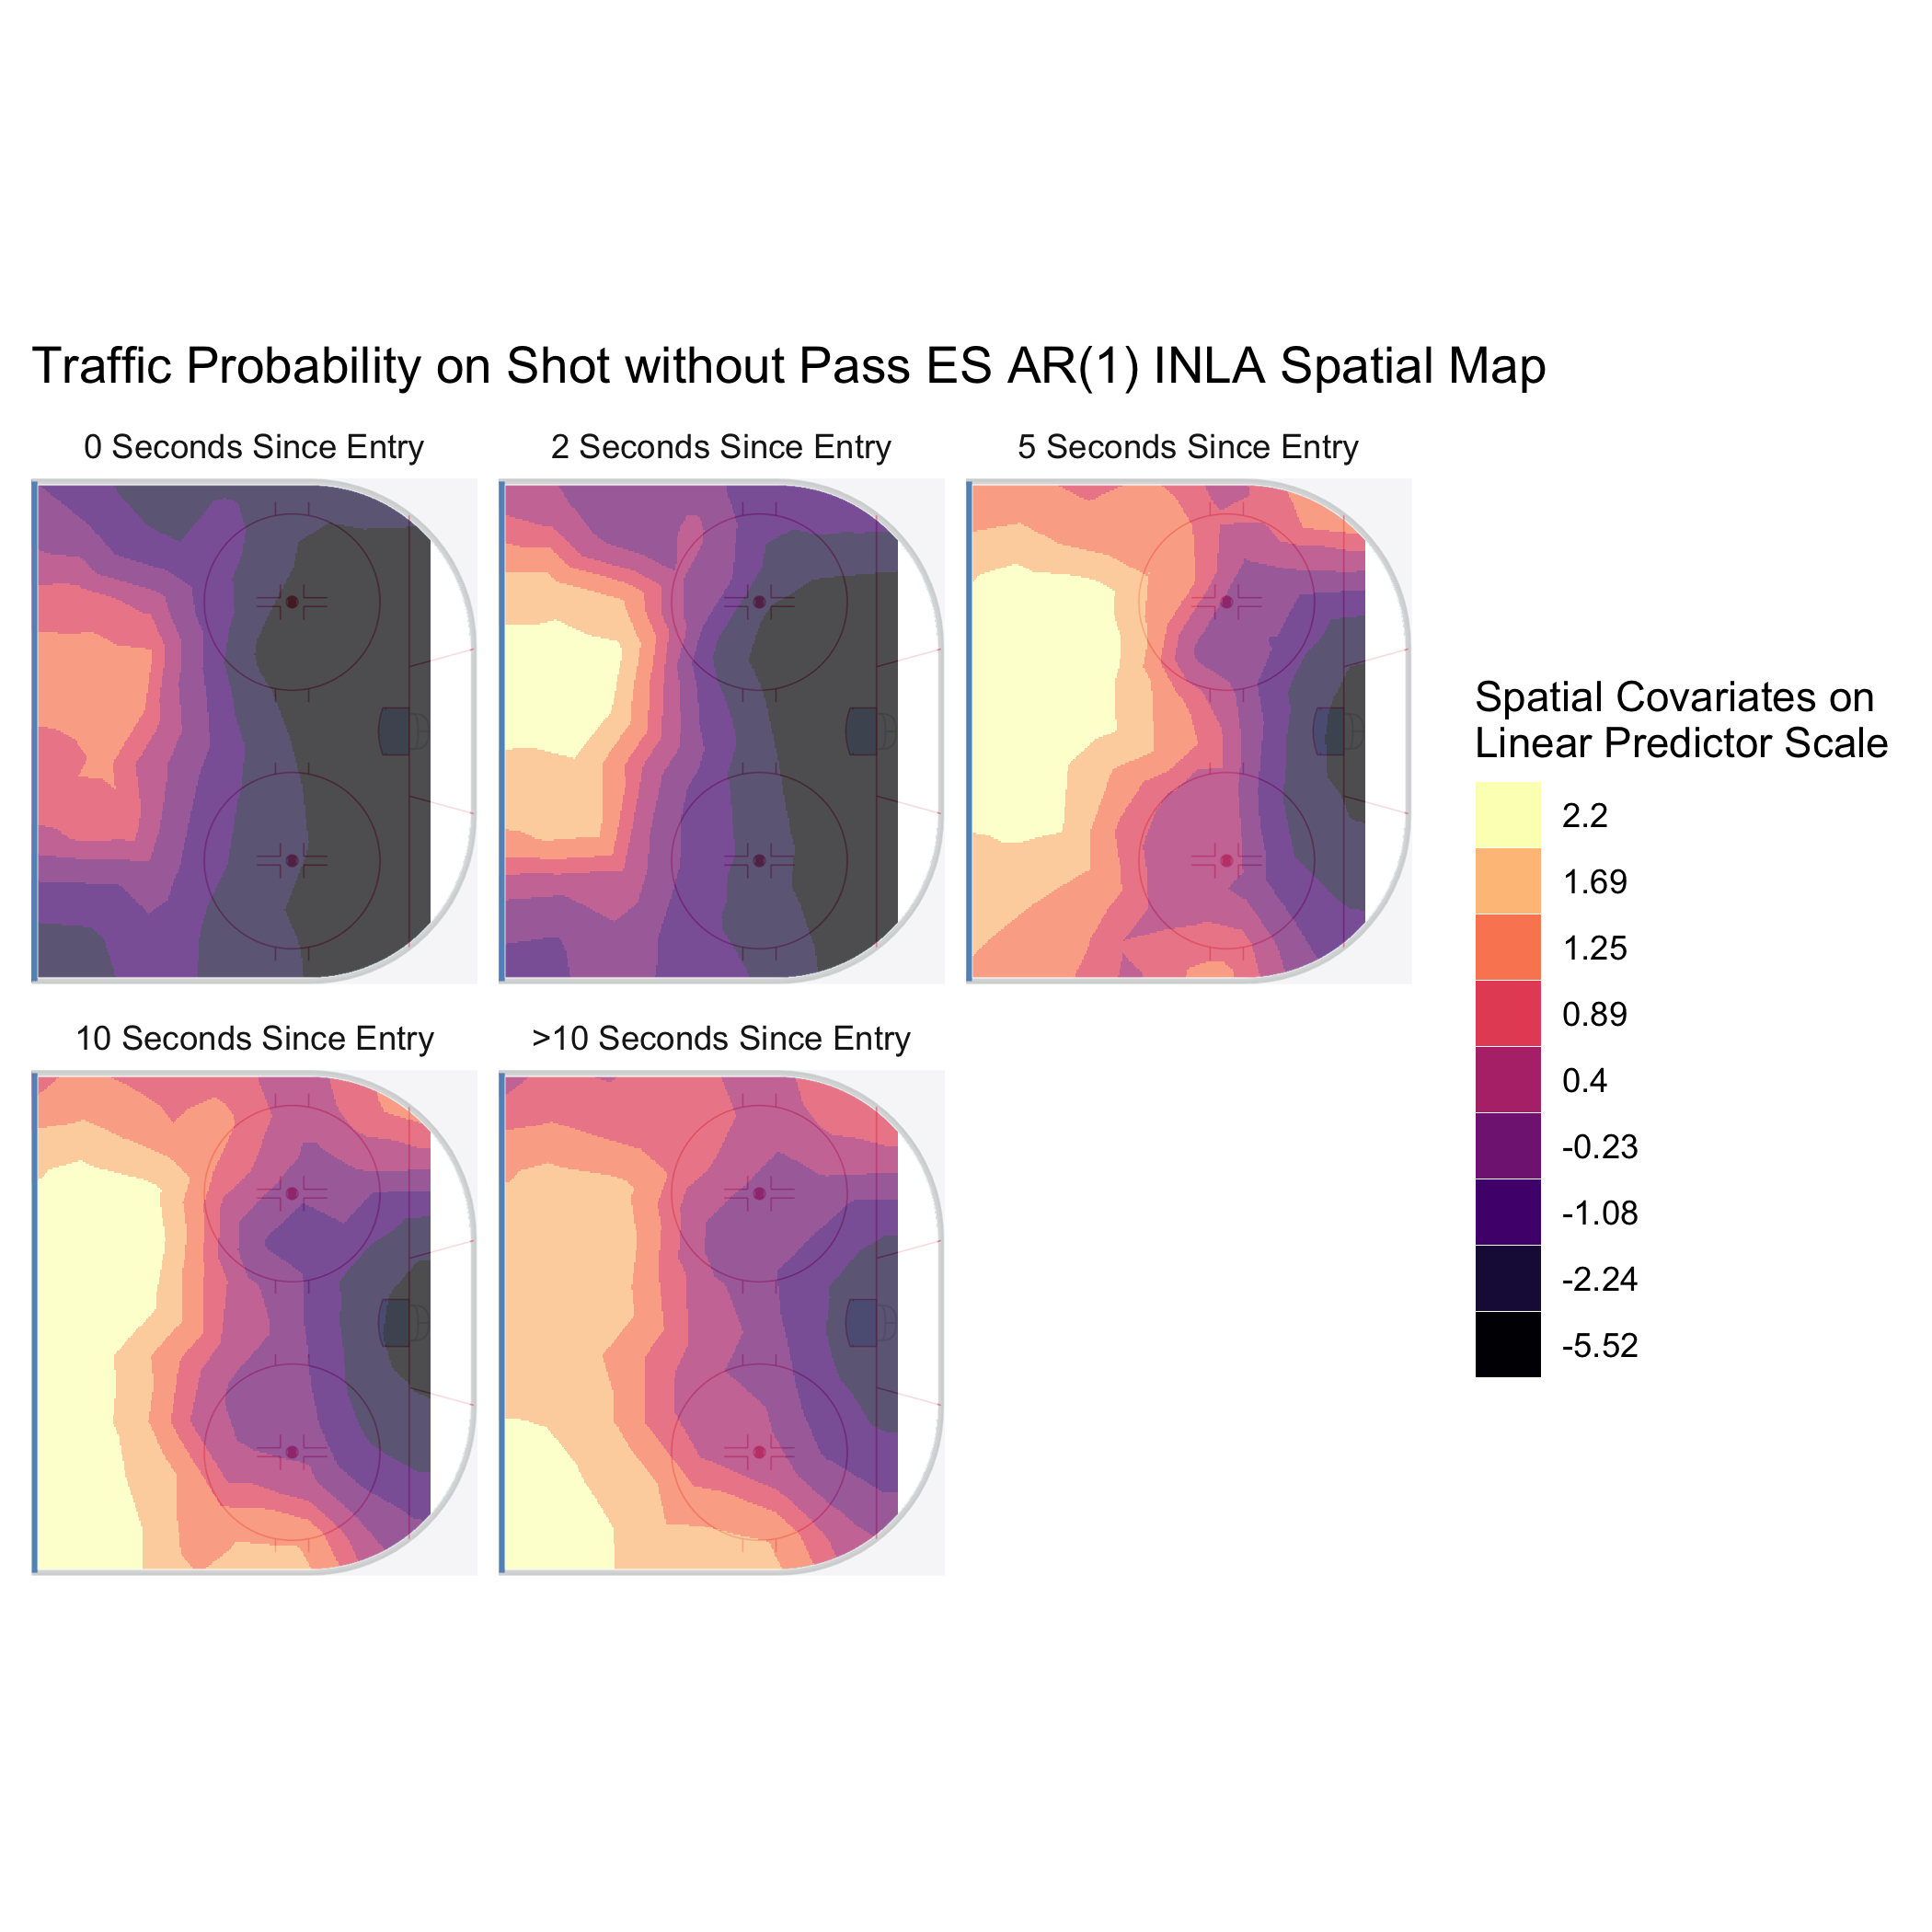 Traffic Probability on Shot without Pass ES AR(1) INLA Spatial Map
0 Seconds Since Entry
2 Seconds Since Entry
5 Seconds Since Entry
10 Seconds Since Entry
>10 Seconds Since Entry
Spatial Covariates on
Linear Predictor Scale
2.2
1.69
1.25
0.89
0.4
-0.23
-1.08
-2.24
-5.52